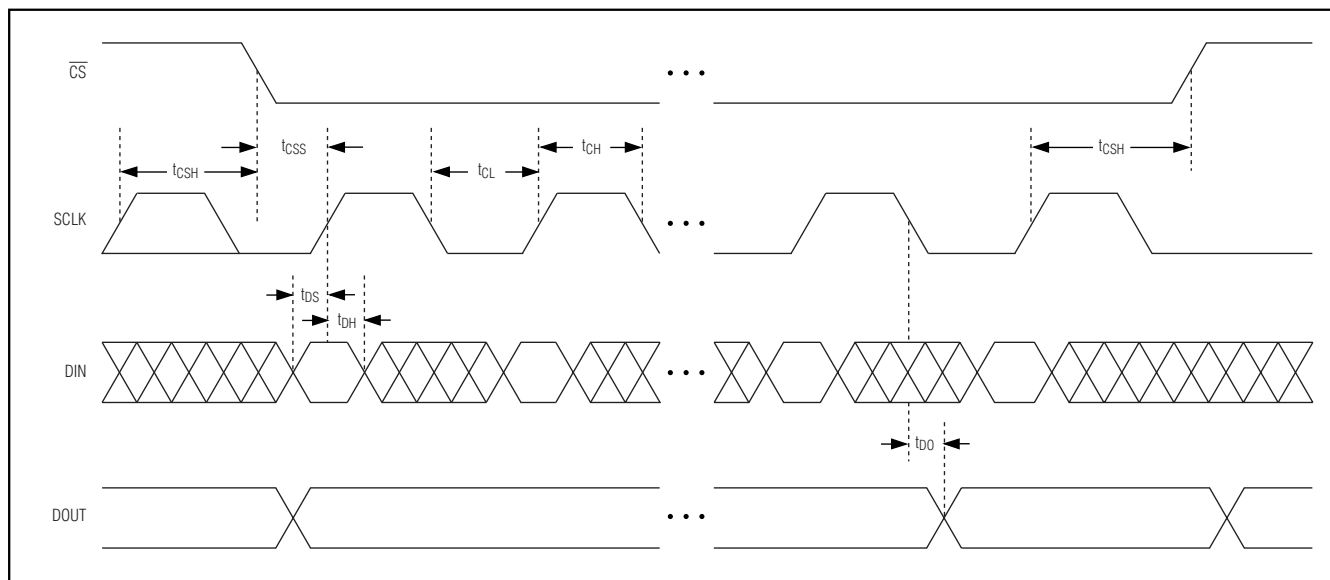 CS
tCSS
tCH
tCSH
tCL
tCSH
SCLK
tDS
tDH
DIN
tDO
DOUT